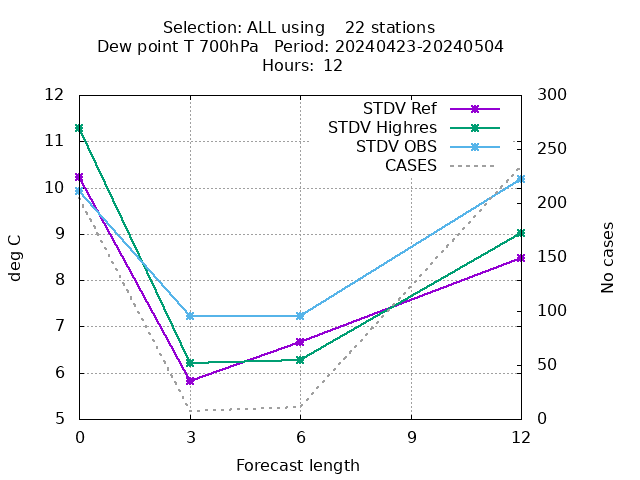 Selection: ALL using    22 stations
Dew point T 700hPa   Period: 20240423-20240504
Hours:  12
STDV Ref
STDV Highres
STDV OBS
CASES
12
11
10
9
8
7
6
5
deg C
300
250
200
150
100
50
0
No cases
0
3
6
9
12
Forecast length